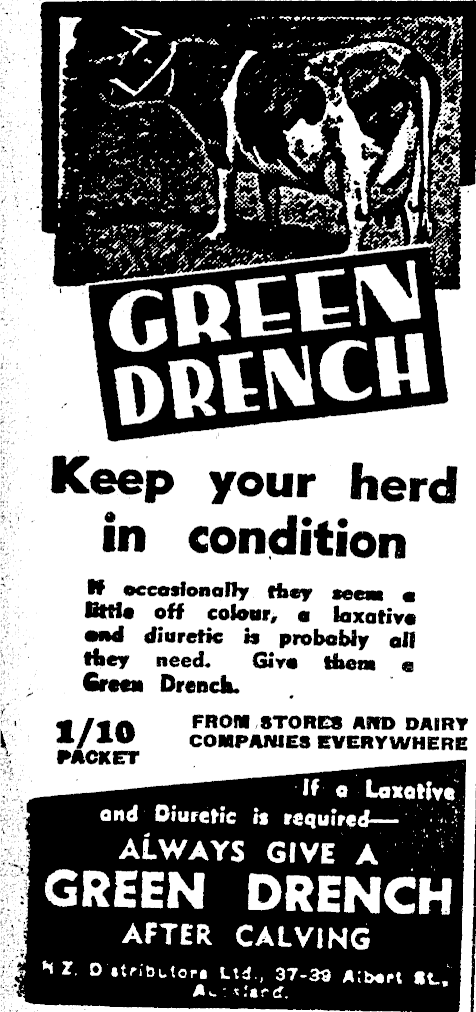 GREEN
DRENCH
Keep your herd
in condition
If occasionally they seem a
little off colour, a laxative
and diuretic is probably all
they need. Give them a
Green Drench.
1/10
PACKET
FROM STORES AND DAIRY
COMPANIES EVERYWHERE
If a Laxative
and Diuretic is required—
ALWAYS GIVE A
GREEN DRENCH
AFTER CALVING
N.Z. Distributors Ltd., 37-39 Albert St.,
Auckland.